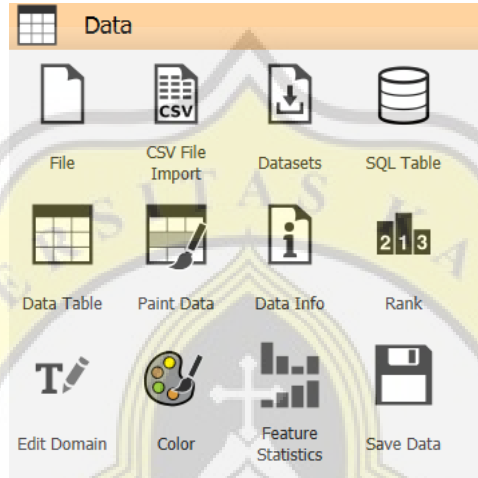 Data
CSV
File
CSV File
Import
Datasets
SQL Table
2 1 3
Data Table
Paint Data
Data Info
Rank
T
Edit Domain
Color
Feature
Statistics
Save Data